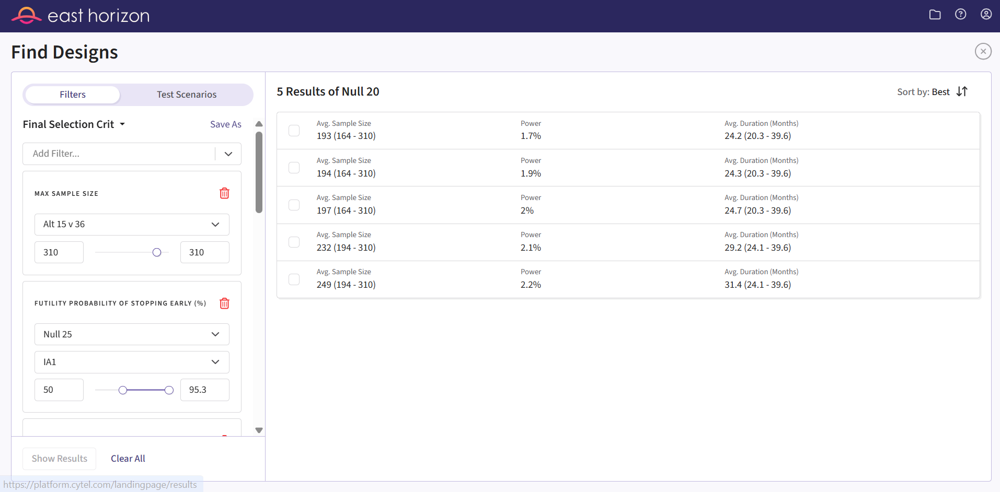 east horizon
Find Designs
Filters
Test Scenarios
Final Selection Crit
Save As
Add Filter...
MAX SAMPLE SIZE
Alt 15 v 36
310
310
FUTILITY PROBABILITY OF STOPPING EARLY (%)
Null 25
IA1
50
95.3
Show Results
Clear All
5 Results of Null 20
Sort by: Best
Avg. Sample Size
193 (164 - 310)
Power
1.7%
Avg. Duration (Months)
24.2 (20.3 - 39.6)
Avg. Sample Size
194 (164 - 310)
Power
1.9%
Avg. Duration (Months)
24.3 (20.3 - 39.6)
Avg. Sample Size
197 (164 - 310)
Power
2%
Avg. Duration (Months)
24.7 (20.3 - 39.6)
Avg. Sample Size
232 (194 - 310)
Power
2.1%
Avg. Duration (Months)
29.2 (24.1 - 39.6)
Avg. Sample Size
249 (194 - 310)
Power
2.2%
Avg. Duration (Months)
31.4 (24.1 - 39.6)
https://platform.cytel.com/landingpage/results